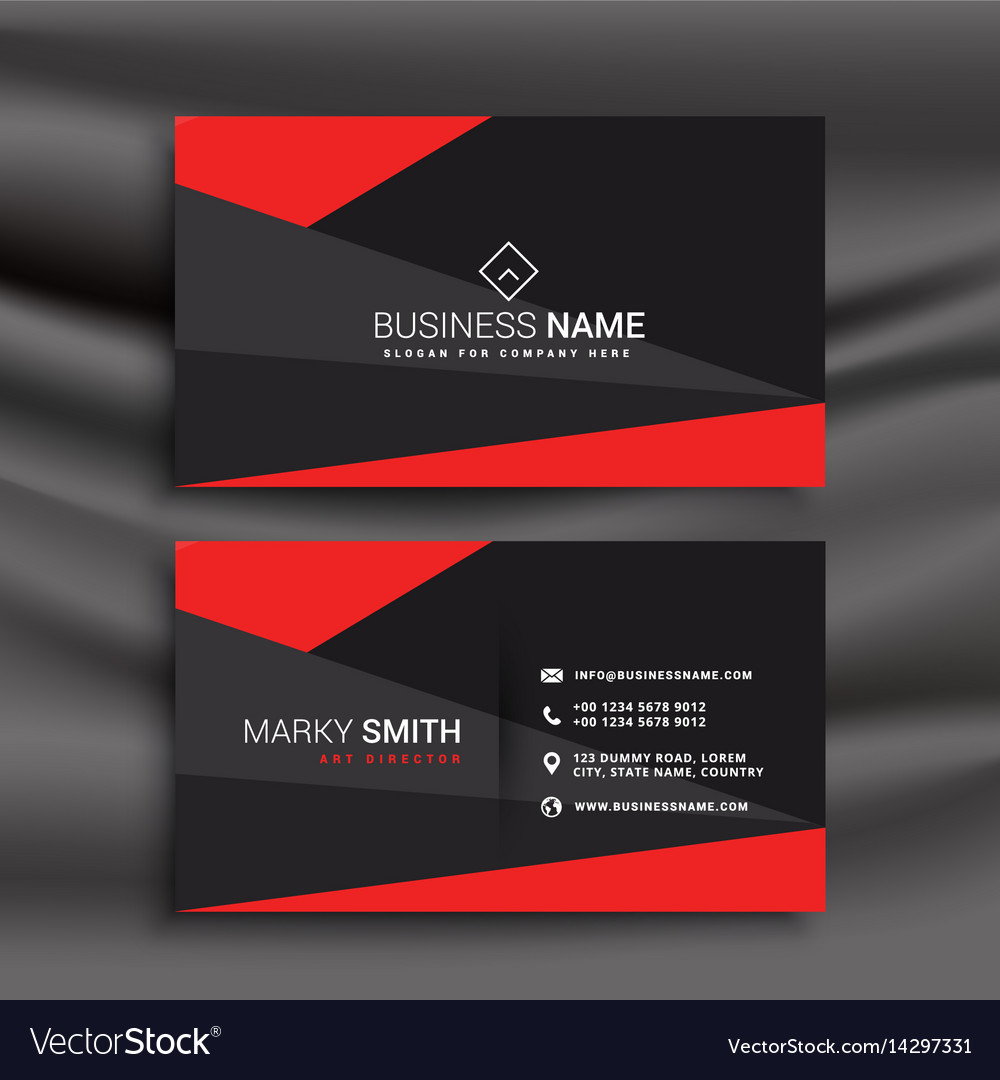 BUSINESS NAME
SLOGAN FOR COMPANY HERE
MARKY SMITH
ART DIRECTOR
INFO@BUSINESSNAME.COM
+00 1234 5678 9012
+00 1234 5678 9012
123 DUMMY ROAD, LOREM
CITY, STATE NAME, COUNTRY
WWW.BUSINESSNAME.COM
VectorStock®
VectorStock.com/14297331